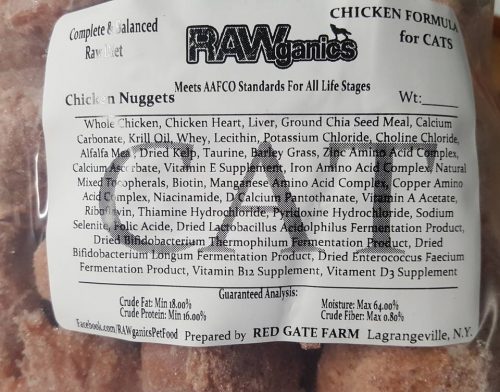 Complete & Balanced
Raw Diet
RAWganics
CHICKEN FORMULA
for CATS
Meets AAFCO Standards For All Life Stages
Chicken Nuggets
Wt:______
Whole Chicken, Chicken Heart, Liver, Ground Chia Seed Meal, Calcium
Carbonate, Krill Oil, Whey, Lecithin, Potassium Chloride, Choline Chloride,
Alfalfa Meal, Dried Kelp, Taurine, Barley Grass, Zinc Amino Acid Complex,
Calcium Ascorbate, Vitamin E Supplement, Iron Amino Acid Complex Natural
Mixed Tocopherals, Biotin, Manganese Amino Acid Complex, Copper Amino
Acid Complex, Niacinamide, D Calcium Pantothanate, Vitamin A Acetate,
Riboflavin, Thiamine Hydrochloride, Pyridoxine Hydrochloride, Sodium
Selenite, Folic Acide, Dried Lactobacillus Acidolphilus Fermentation Product,
Dried Bifidobacterium Thermophilum Fermentation Product, Dried
Bifidobacterium Longum Fermentation Product, Dried Enterococcus Faecium
Fermentation Product, Vitamin B12 Supplement, Vitament D3 Supplement
CAT
Guaranteed Analysis:
Crude Fat: Min 18.00%
Moisture: Max 64.00%
Crude Protein: Min 16.00%
Crude Fiber: Max 0.80%
Facebook.com/RAWganicsPetFood
Prepared by RED GATE FARM Lagrangeville, N.Y.